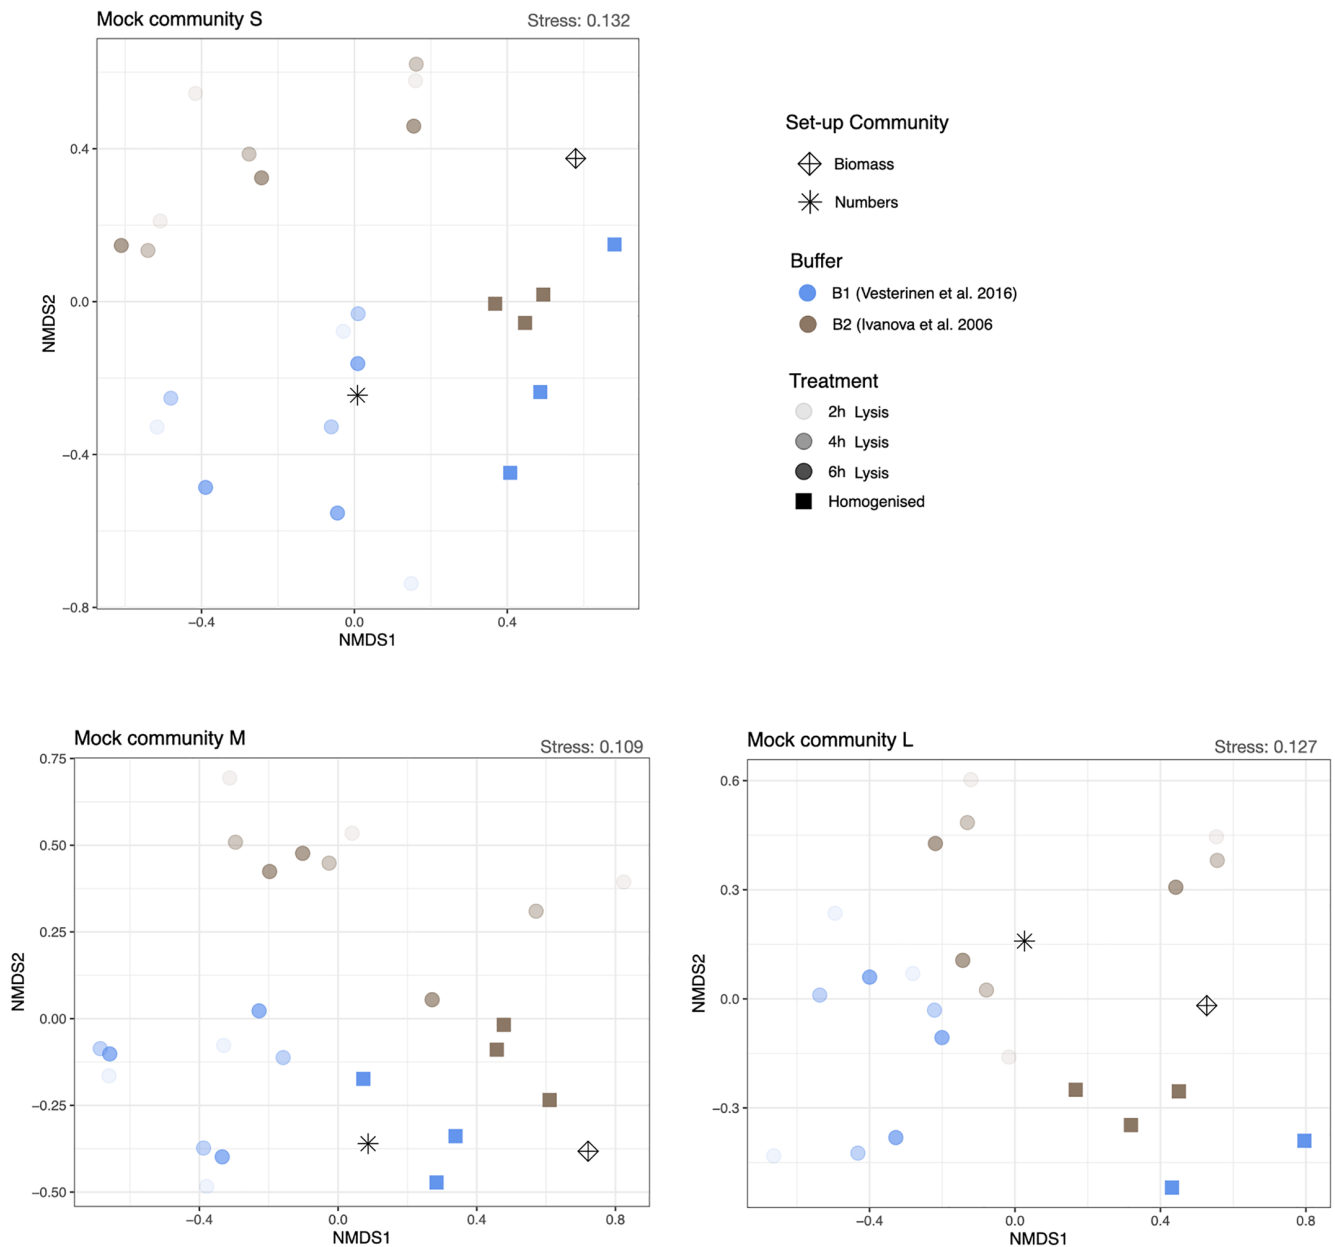 Mock community S
Stress: 0.132
0.4
0.0
−0.4
−0.8
NMDS2
−0.4
0.0
0.4
NMDS1
Set-up Community
Biomass
Numbers
Buffer
B1 (Vesterinen et al. 2016)
B2 (Ivanova et al. 2006
Treatment
2h Lysis
4h Lysis
6h Lysis
Homogenised
Mock community M
Stress: 0.109
0.75
0.50
0.25
0.00
−0.25
−0.50
NMDS2
−0.4
0.0
0.4
0.8
NMDS1
Mock community L
Stress: 0.127
0.6
0.3
0.0
−0.3
NMDS2
−0.4
0.0
0.4
0.8
NMDS1